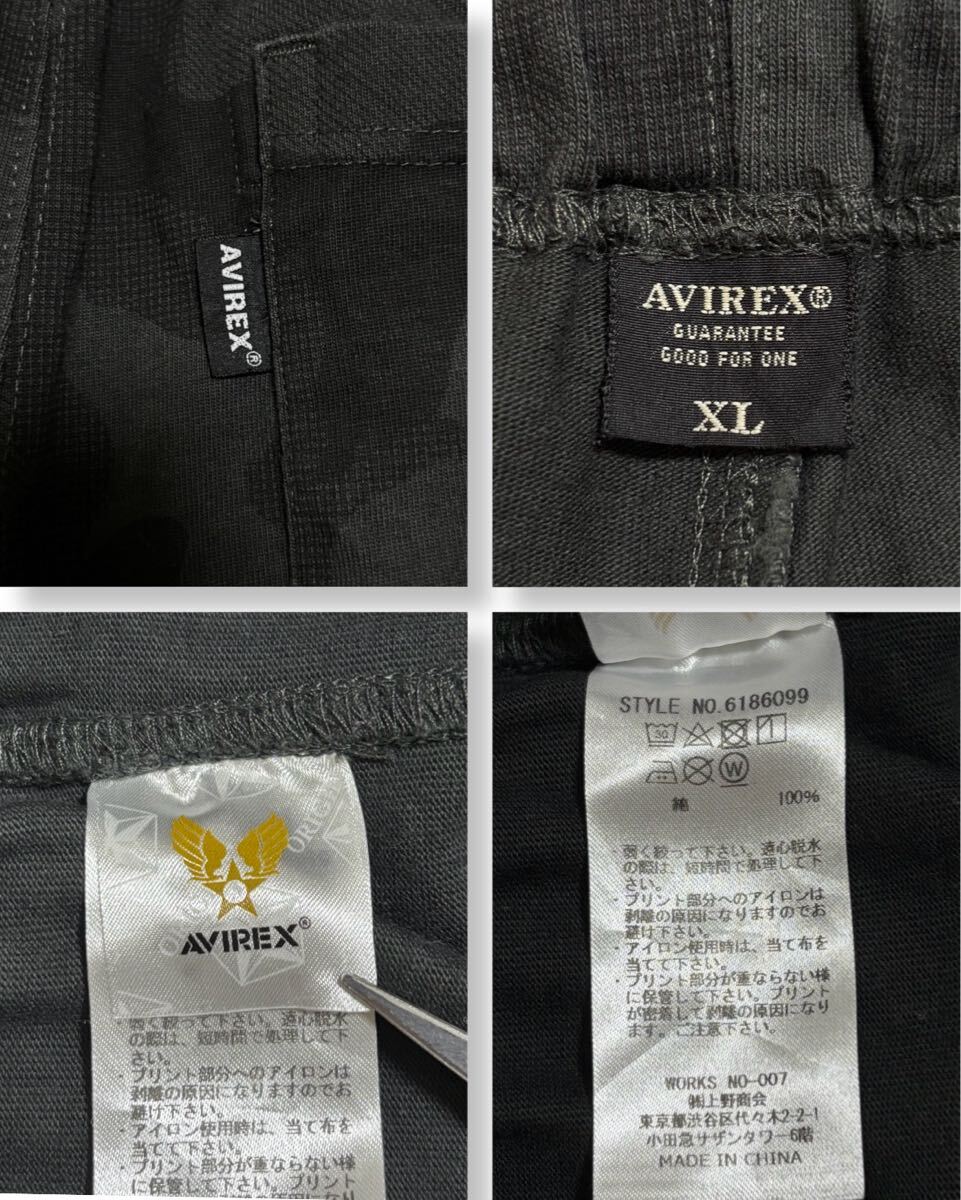 AVIREX®
AVIREX®
GUARANTEE
GOOD FOR ONE
XL
AVIREX®
弱く絞って下さい。遠心脱水
の際は、短時間で処理して下
さい。
・プリント部分へのアイロンは
剥離の原因になりますのでお
避け下さい。
・アイロン使用時は、当て布を
当てて下さい。
・プリント部分が重ならない様
に保管して下さい。プリント
STYLE NO.6186099
30
W
綿 100%
・弱く絞って下さい。遠心脱水
の際は、短時間で処理して下
さい。
・プリント部分へのアイロンは
剥離の原因になりますのでお
避け下さい。
・アイロン使用時は、当て布を
当てて下さい。
・プリント部分が重ならない様
に保管して下さい。プリント
が密着して剥離の原因になり
ます。ご注意下さい。
WORKS NO-007
㈱上野商会
東京都渋谷区代々木2-2-1
小田急サザンタワー6階
MADE IN CHINA